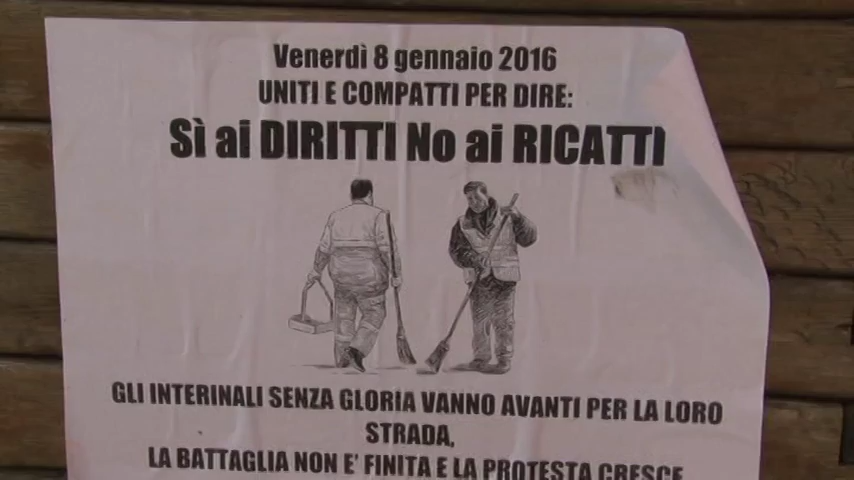 Venerdì 8 gennaio 2016
UNITI E COMPATTI PER DIRE:
Sì ai DIRITTI No ai RICATTI
GLI INTERINALI SENZA GLORIA VANNO AVANTI PER LA LORO
STRADA,
LA BATTAGLIA NON E' FINITA E LA PROTESTA CRESCE